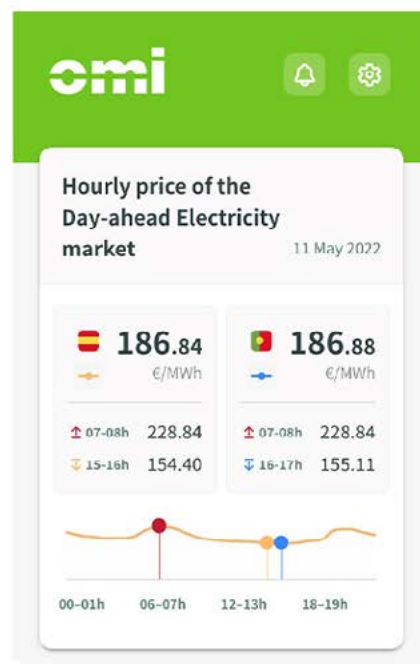 omi
Hourly price of the
Day-ahead Electricity
market
11 May 2022
186.84
€/MWh
07-08h 228.84
15-16h 154.40
186.88
€/MWh
07-08h 228.84
16-17h 155.11
00-01h 06-07h 12-13h 18-19h